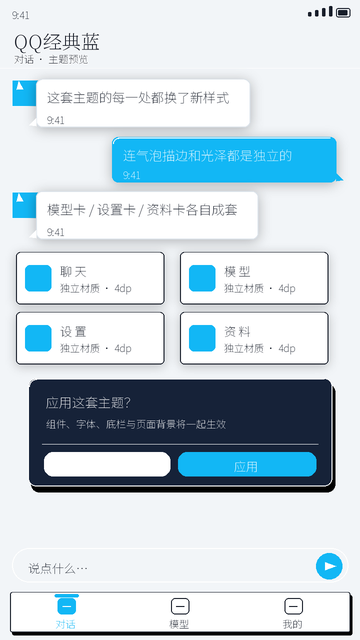 9:41
QQ经典蓝
对话 · 主题预览
这套主题的每一处都换了新样式
9:41
连气泡描边和光泽都是独立的
9:41
模型卡 / 设置卡 / 资料卡各自成套
9:41
聊天
独立材质 · 4dp
模型
独立材质 · 4dp
设置
独立材质 · 4dp
资料
独立材质 · 4dp
应用这套主题?
组件、字体、底栏与页面背景将一起生效
应用
说点什么…
对话
模型
我的